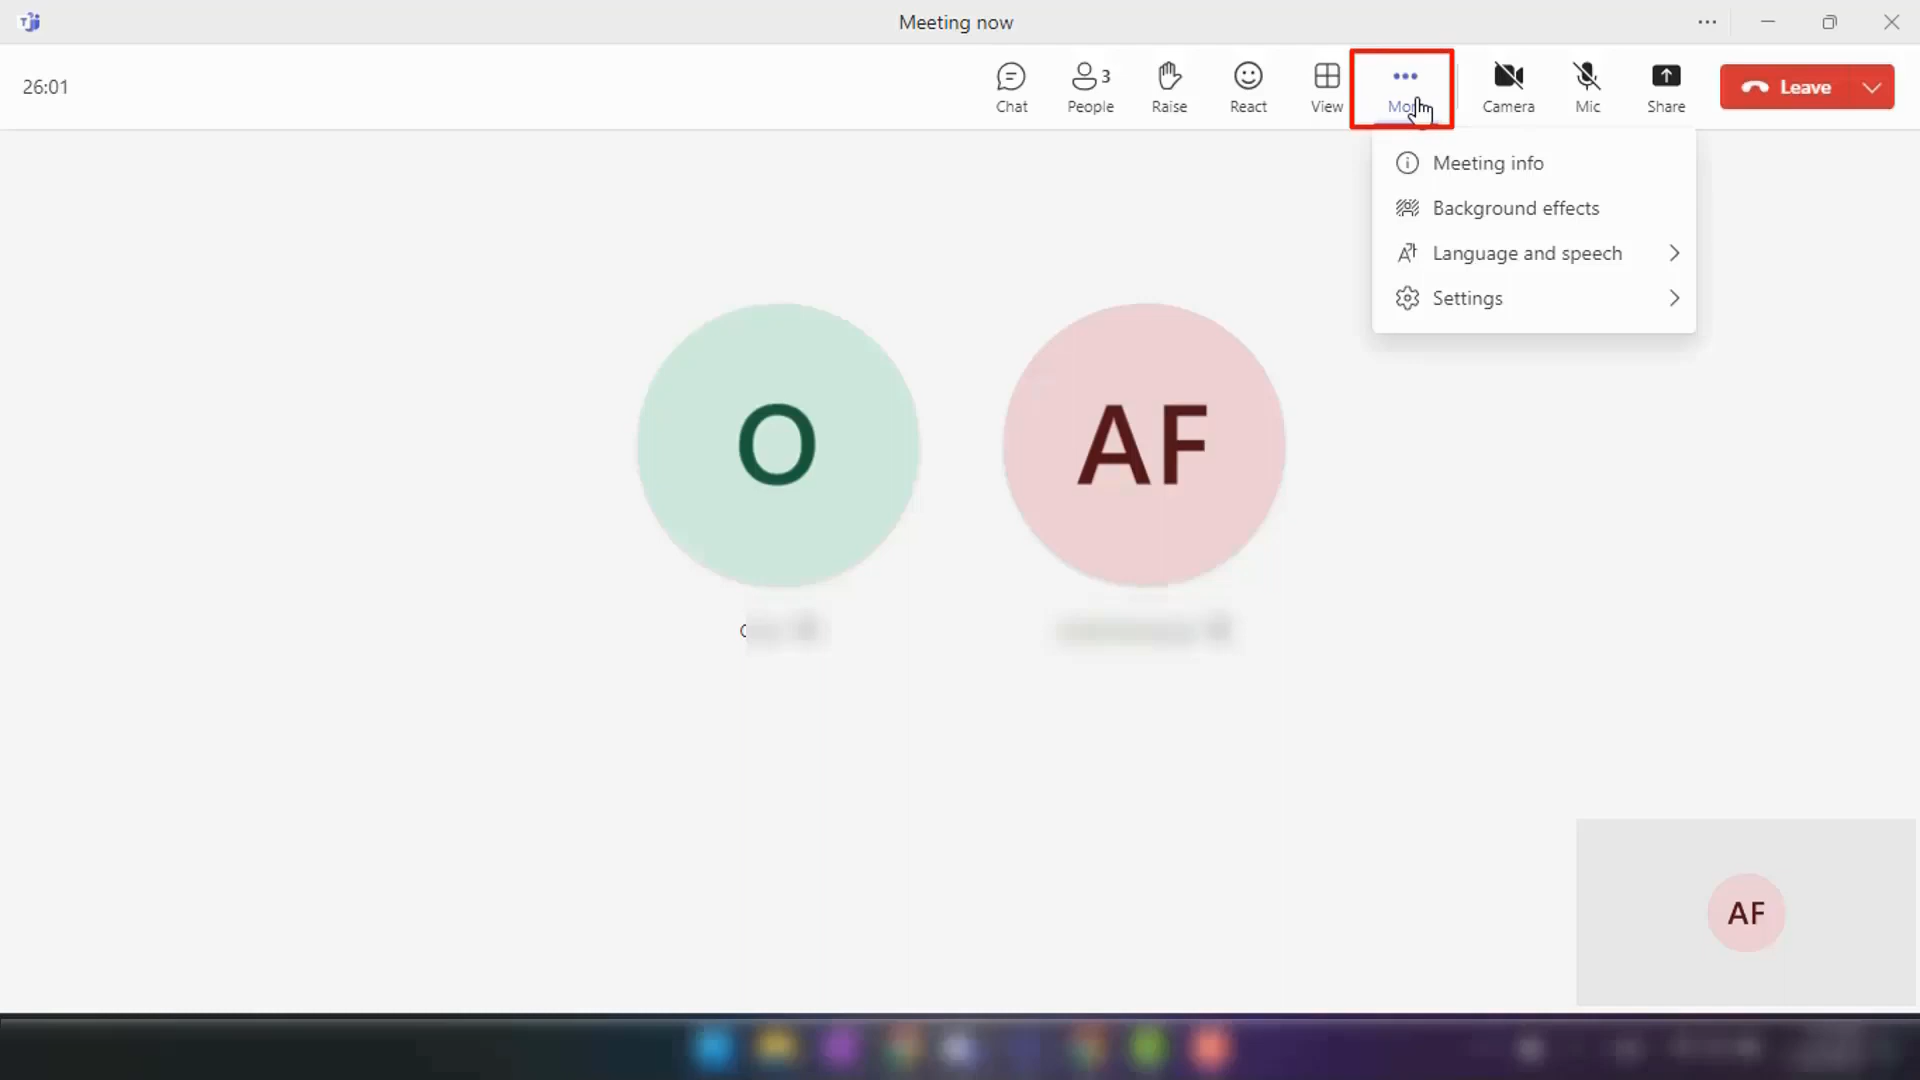 Meeting now
26:01
Chat
People 3
Raise
React
View
More
Camera
Mic
Share
Leave
Meeting info
Background effects
Language and speech
Settings
O
AF
AF